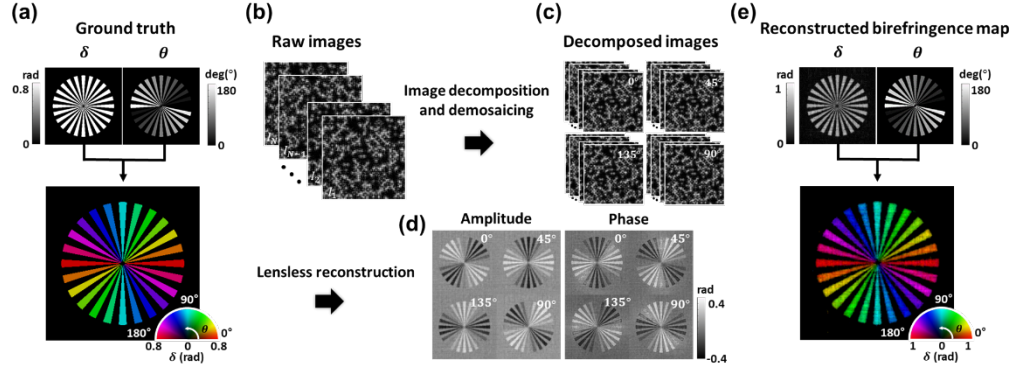 (a)
Ground truth
δ
θ
rad
0.8
0
deg(°)
180
0
90°
180°
θ
0°
0.8
0
0.8
δ (rad)
(b)
Raw images
I_N
I_{N-1}
I_2
I_1
Image decomposition
and demosaicing
(c)
Decomposed images
0°
45°
135°
90°
Lensless reconstruction
(d)
Amplitude
Phase
0°
45°
0°
45°
135°
90°
135°
90°
rad
0.4
-0.4
(e)
Reconstructed birefringence map
δ
θ
rad
1
0
deg(°)
180
0
90°
180°
θ
0°
1
0
1
δ (rad)